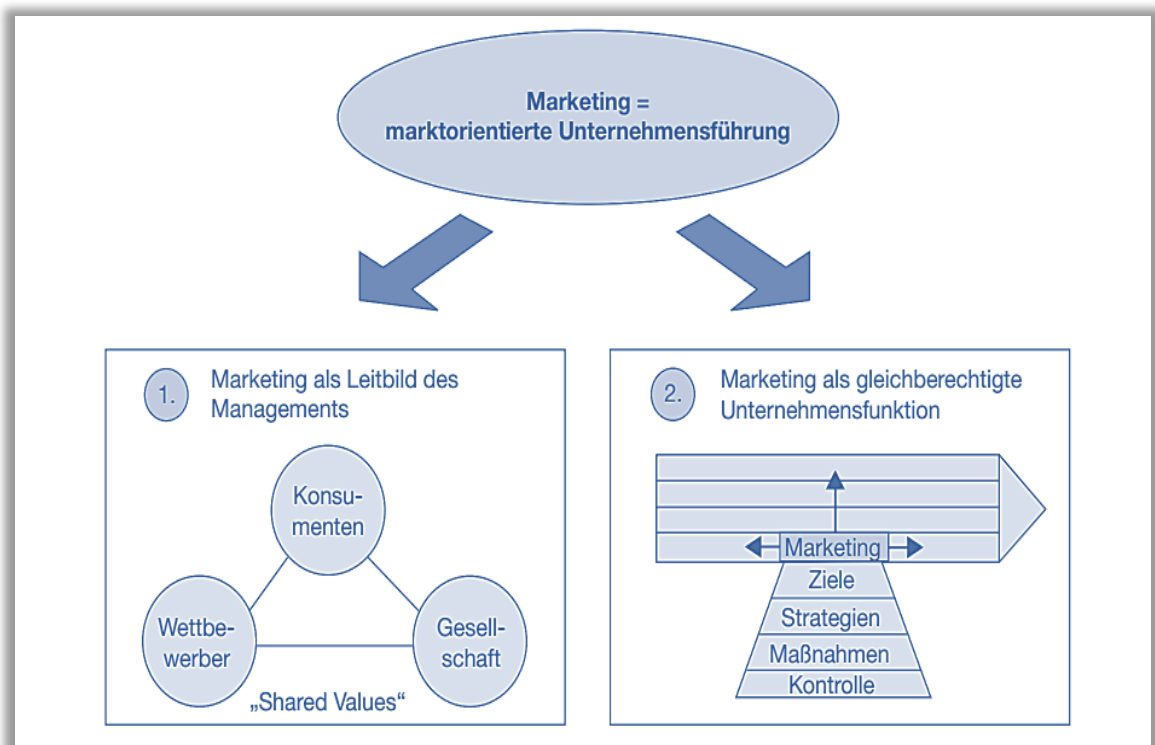 Marketing =
marktorientierte Unternehmensführung
1.
Marketing als Leitbild des
Managements
Konsu-
menten
Wettbe-
werber
Gesell-
schaft
„Shared Values“
2.
Marketing als gleichberechtigte
Unternehmensfunktion
Marketing
Ziele
Strategien
Maßnahmen
Kontrolle